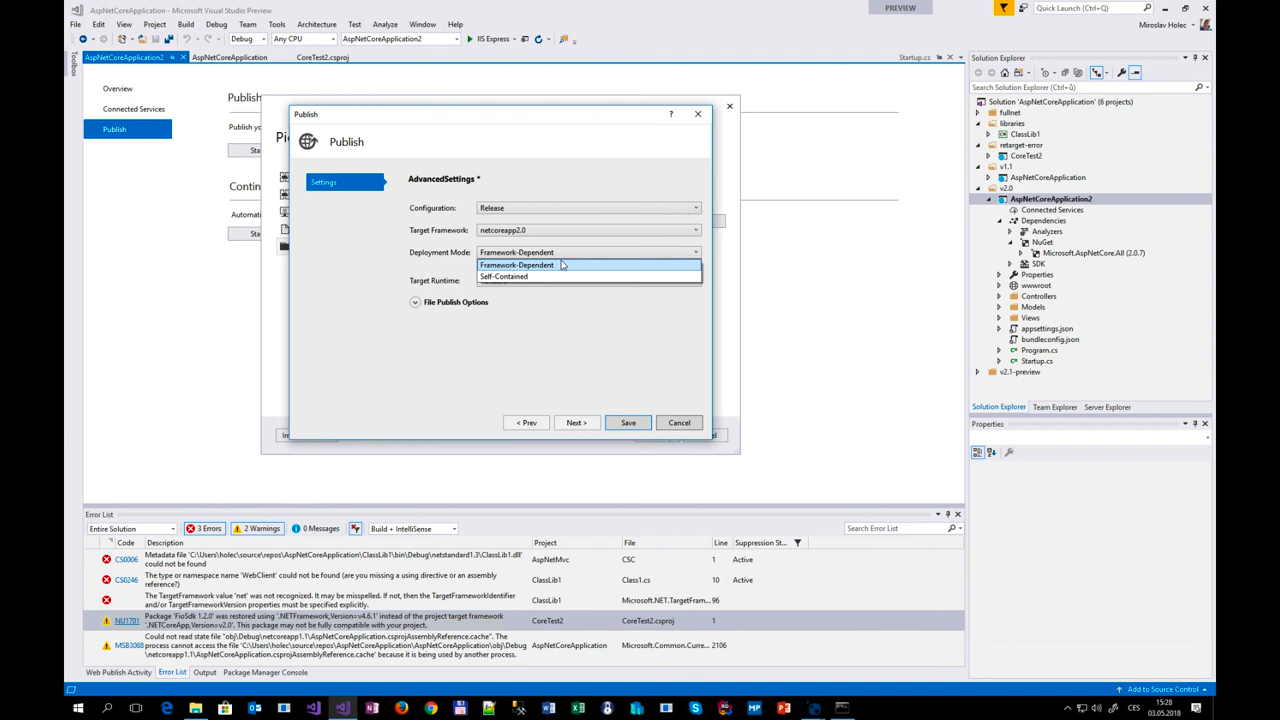 AspNetCoreApplication - Microsoft Visual Studio Preview
PREVIEW
Quick Launch (Ctrl+E)
File Edit View Project Build Debug Team Tools Architecture Test Analyze Window Help
Miroslav Holec
Debug Any CPU AspNetCoreApplication2 IIS Express
Toolbox
AspNetCoreApplication2 AspNetCoreApplication CoreTest2.csproj Startup.cs
Overview
Connected Services
Publish
Publish
Publish yo
Sta
Contin
Automati
Sta
Pic
In
Publish
?
Publish
Settings
AdvancedSettings *
Configuration: Release
Target Framework: netcoreapp2.0
Deployment Mode: Framework-Dependent
Framework-Dependent
Self-Contained
Target Runtime:
File Publish Options
< Prev
Next >
Save
Cancel
Solution Explorer
Search Solution Explorer (Ctrl+ů)
Solution 'AspNetCoreApplication' (6 projects)
fullnet
libraries
ClassLib1
retarget-error
CoreTest2
v1.1
AspNetCoreApplication
v2.0
AspNetCoreApplication2
Connected Services
Dependencies
Analyzers
NuGet
Microsoft.AspNetCore.All (2.0.7)
SDK
Properties
wwwroot
Controllers
Models
Views
appsettings.json
bundleconfig.json
Program.cs
Startup.cs
v2.1-preview
Solution Explorer Team Explorer Server Explorer
Properties
Error List
Entire Solution 3 Errors 2 Warnings 0 Messages Build + IntelliSense Search Error List
Code Description Project File Line Suppression St...
CS0006 Metadata file 'C:\Users\holec\source\repos\AspNetCoreApplication\ClassLib1\bin\Debug\netstandard1.3\ClassLib1.dll' AspNetMvc CSC 1 Active
could not be found
CS0246 The type or namespace name 'WebClient' could not be found (are you missing a using directive or an assembly ClassLib1 Class1.cs 10 Active
reference?)
The TargetFramework value 'net' was not recognized. It may be misspelled. If not, then the TargetFrameworkIdentifier ClassLib1 Microsoft.NET.TargetFram 96
and/or TargetFrameworkVersion properties must be specified explicitly.
NU1701 Package 'FioSdk 1.2.0' was restored using '.NETFramework,Version=v4.6.1' instead of the project target framework CoreTest2 CoreTest2.csproj 1
'.NETCoreApp,Version=v2.0'. This package may not be fully compatible with your project.
Could not read state file "obj\Debug\netcoreapp1.1\AspNetCoreApplication.csprojAssemblyReference.cache". The
MSB3088 process cannot access the file 'C:\Users\holec\source\repos\AspNetCoreApplication\AspNetCoreApplication\obj\ AspNetCoreApplication Microsoft.Common.Curre 2106
Debug\netcoreapp1.1\AspNetCoreApplication.csprojAssemblyReference.cache' because it is being used by another process.
Web Publish Activity Error List Output Package Manager Console
Add to Source Control
CES
15:28
03.05.2018